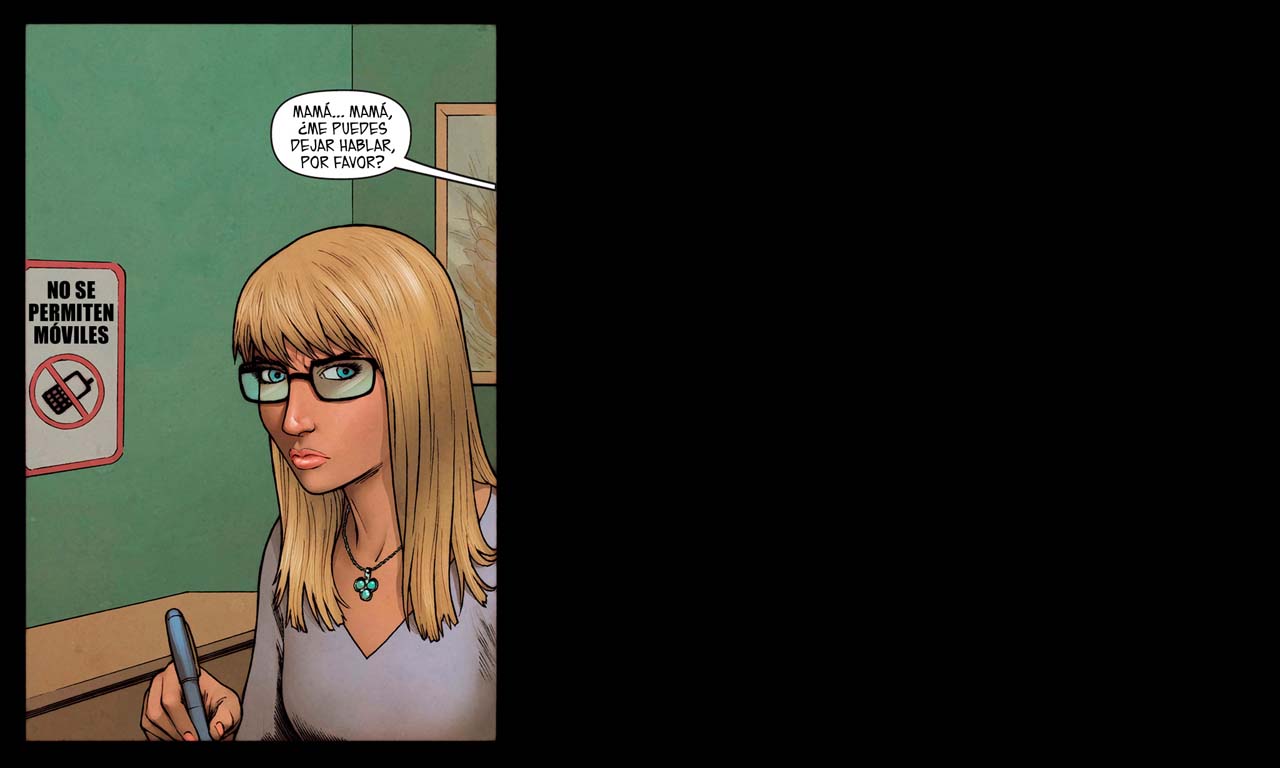 MAMÁ... MAMÁ,
¿ME PUEDES
DEJAR HABLAR,
POR FAVOR?
NO SE
PERMITEN
MÓVILES